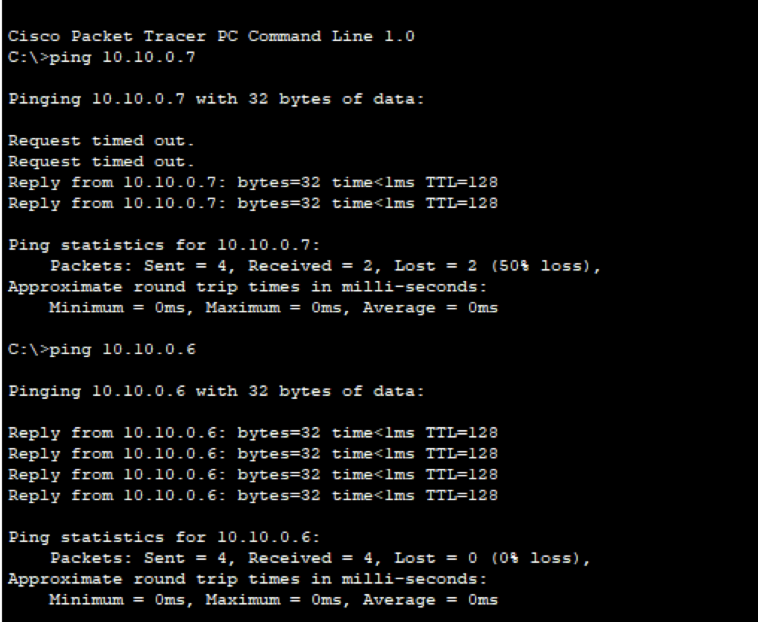 Cisco Packet Tracer PC Command Line 1.0
C:\>ping 10.10.0.7
Pinging 10.10.0.7 with 32 bytes of data:
Request timed out.
Request timed out.
Reply from 10.10.0.7: bytes=32 time<1ms TTL=128
Reply from 10.10.0.7: bytes=32 time<1ms TTL=128
Ping statistics for 10.10.0.7:
Packets: Sent = 4, Received = 2, Lost = 2 (50% loss),
Approximate round trip times in milli-seconds:
Minimum = 0ms, Maximum = 0ms, Average = 0ms
C:\>ping 10.10.0.6
Pinging 10.10.0.6 with 32 bytes of data:
Reply from 10.10.0.6: bytes=32 time<1ms TTL=128
Reply from 10.10.0.6: bytes=32 time<1ms TTL=128
Reply from 10.10.0.6: bytes=32 time<1ms TTL=128
Reply from 10.10.0.6: bytes=32 time<1ms TTL=128
Ping statistics for 10.10.0.6:
Packets: Sent = 4, Received = 4, Lost = 0 (0% loss),
Approximate round trip times in milli-seconds:
Minimum = 0ms, Maximum = 0ms, Average = 0ms